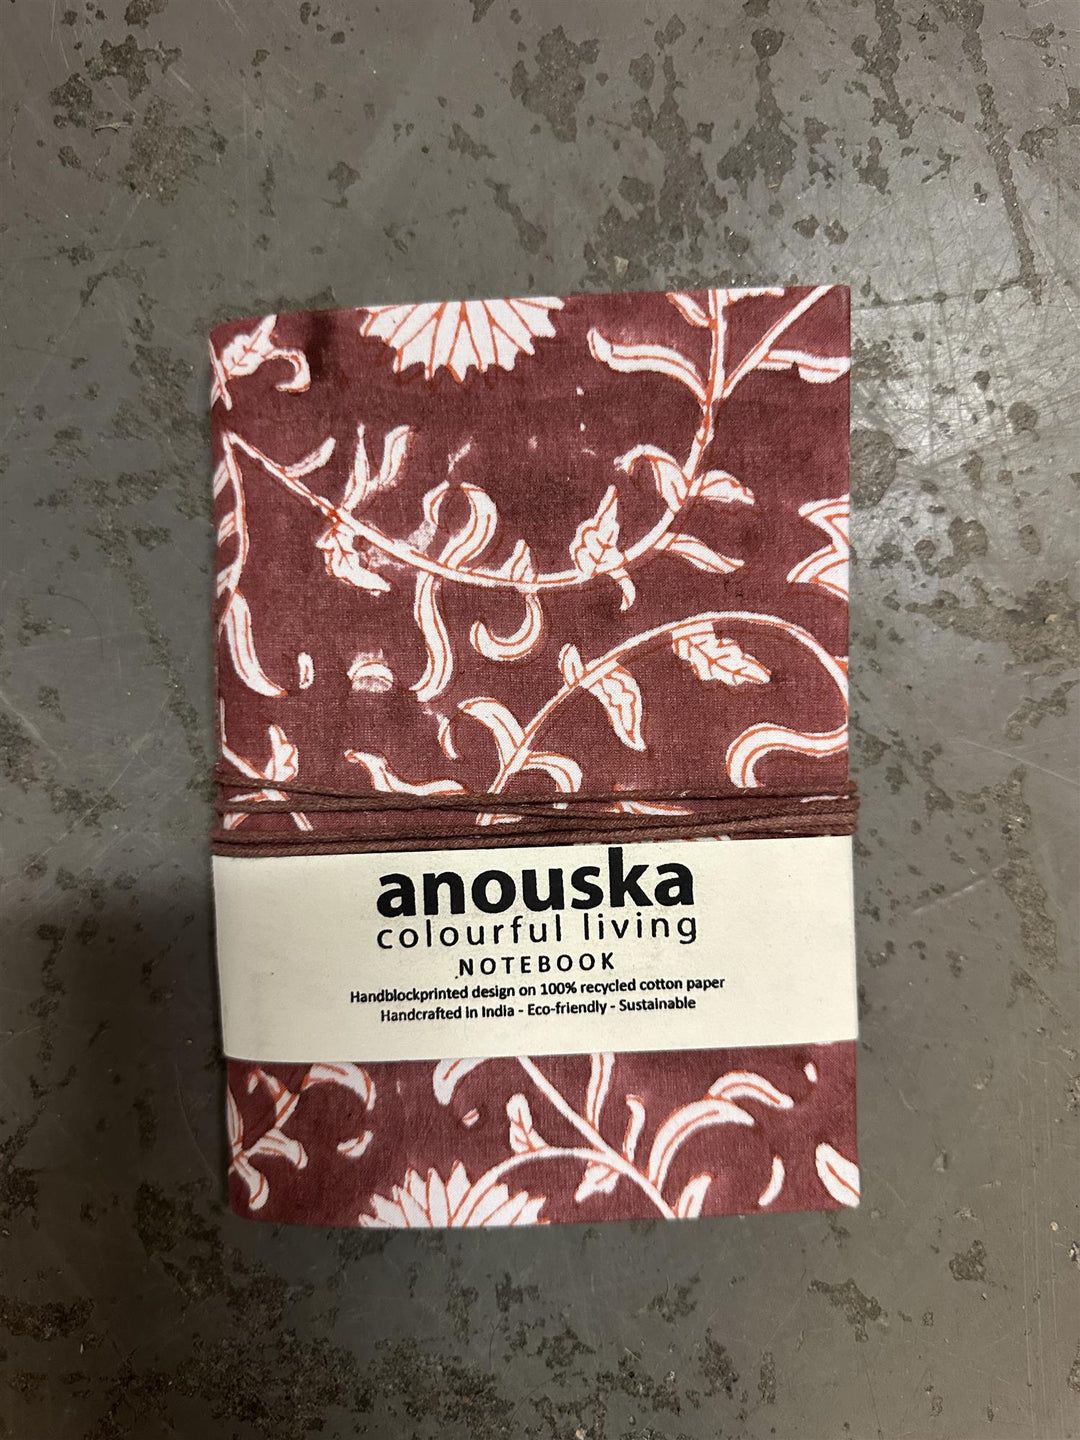 anouska
colourful living
NOTEBOOK
Handblockprinted design on 100% recycled cotton paper
Handcrafted in India - Eco-friendly - Sustainable